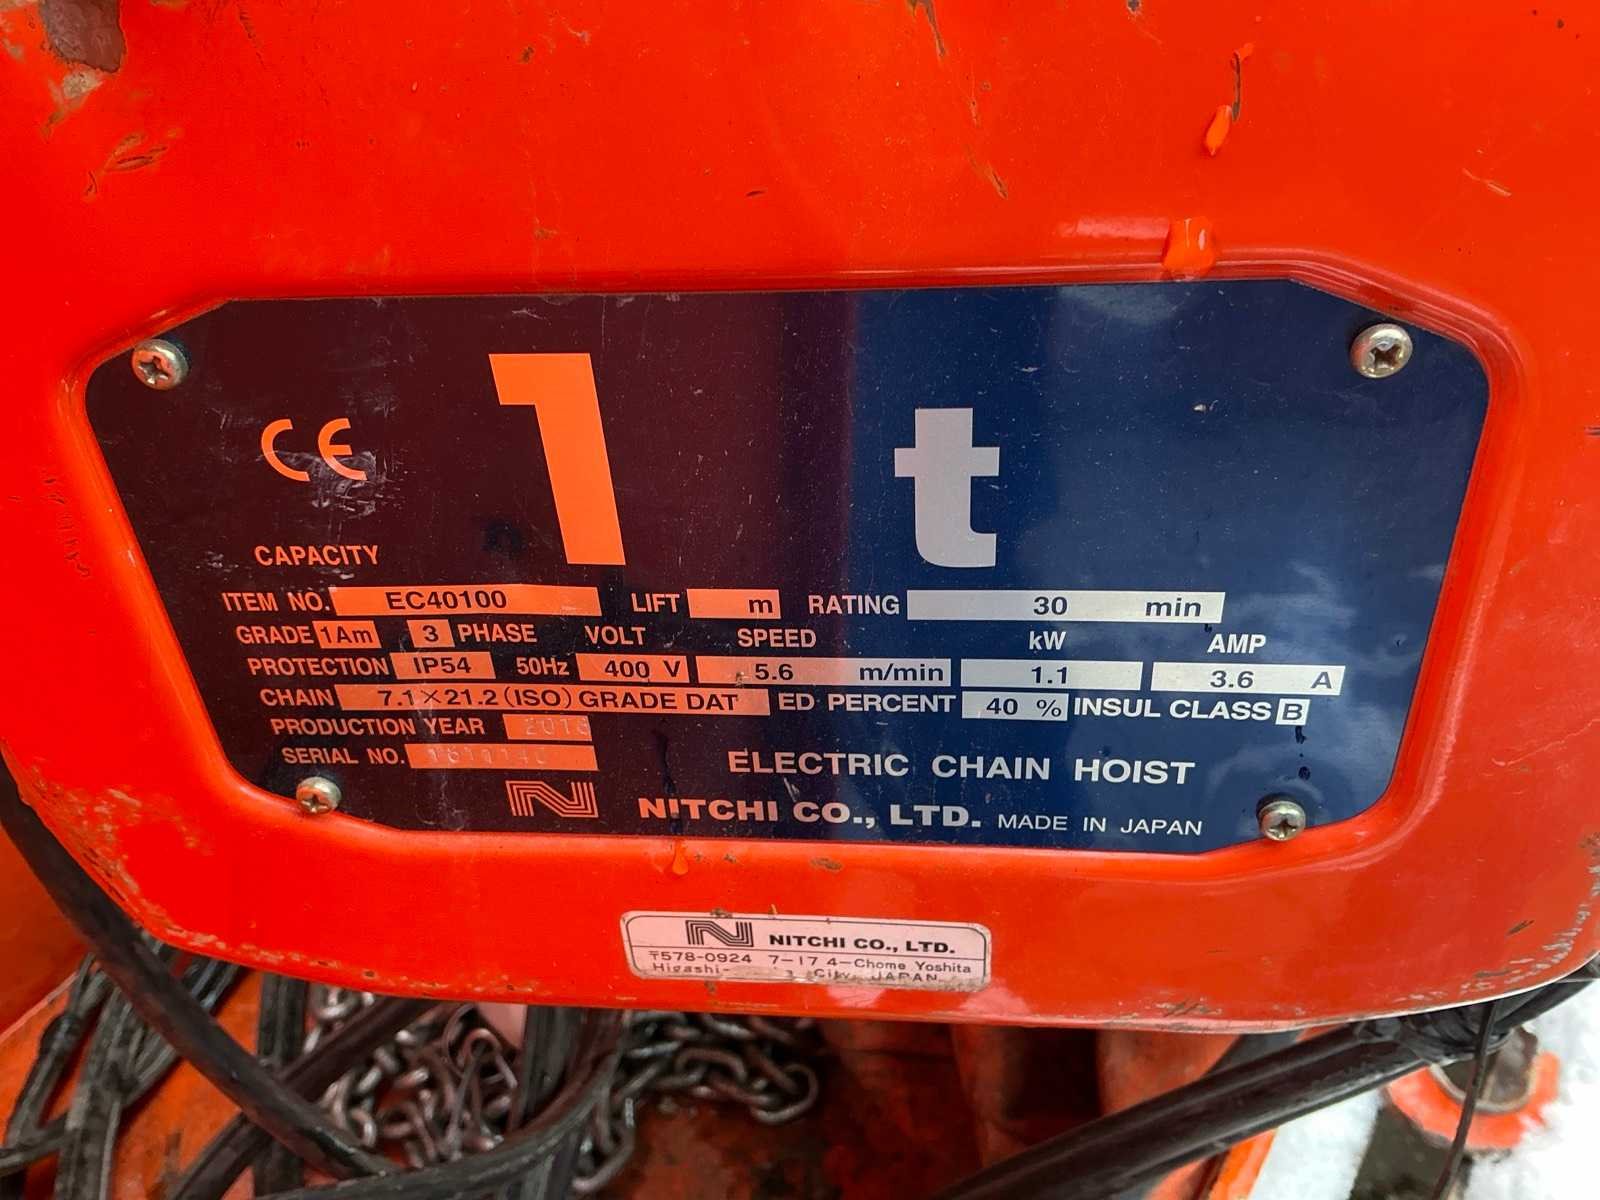 CE
1 t
CAPACITY
ITEM NO. EC40100 LIFT m RATING 30 min
GRADE 1Am 3 PHASE VOLT SPEED kW AMP
PROTECTION IP54 50Hz 400 V 5.6 m/min 1.1 3.6 A
CHAIN 7.1×21.2 (ISO) GRADE DAT ED PERCENT 40 % INSUL CLASS B
PRODUCTION YEAR
SERIAL NO.
ELECTRIC CHAIN HOIST
N NITCHI CO., LTD. MADE IN JAPAN
N NITCHI CO., LTD.
〒578-0924 7-17 4-Chome Yoshita
Higashi- City, JAPAN